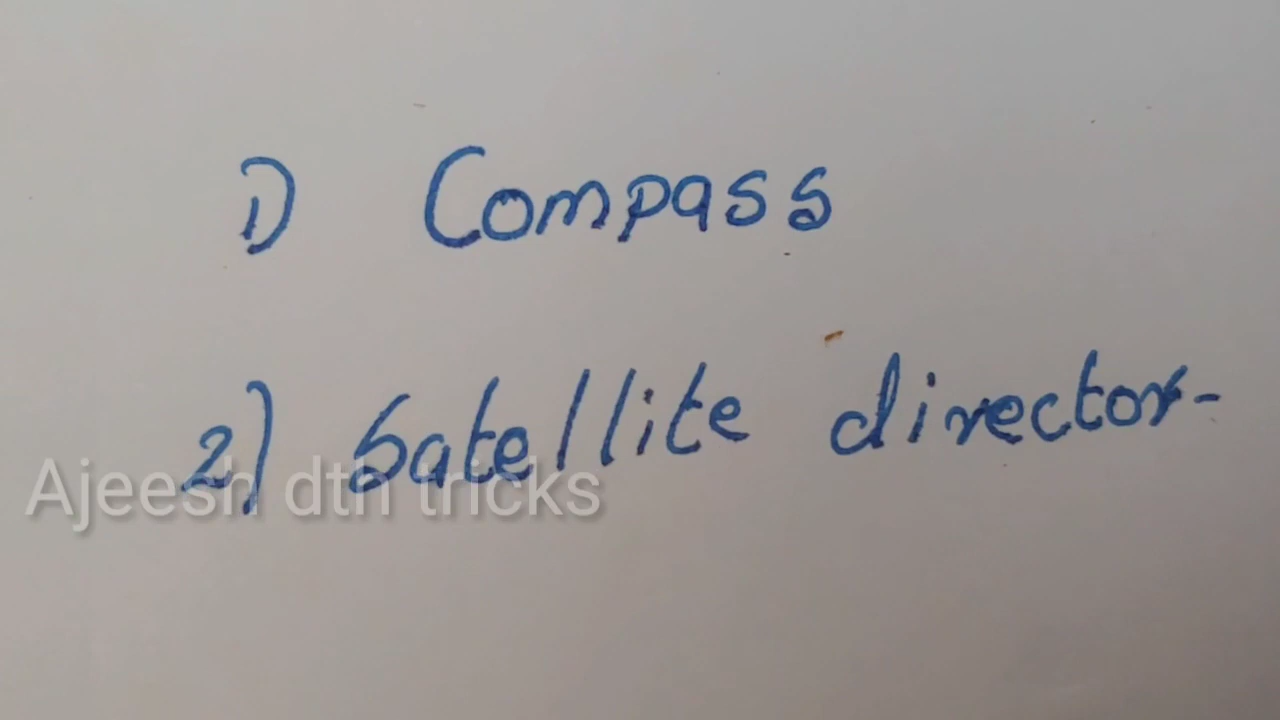 1) Compass
2) Satellite director-
Ajeesh dth tricks